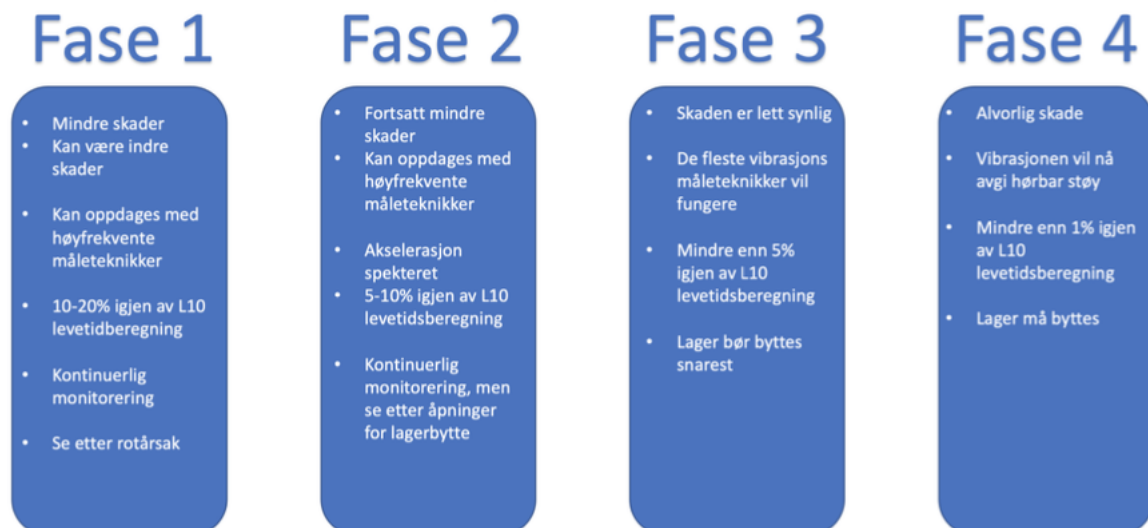 Fase 1
• Mindre skader
• Kan være indre
skader
• Kan oppdages med
høyfrekvente
måleteknikker
• 10-20% igjen av L10
levetidberegning
• Kontinuerlig
monitorering
• Se etter rotårsak
Fase 2
• Fortsatt mindre
skader
• Kan oppdages med
høyfrekvente
måleteknikker
• Akselerasjon
spekteret
• 5-10% igjen av L10
levetidsberegning
• Kontinuerlig
monitorering, men
se etter åpninger
for lagerbytte
Fase 3
• Skaden er lett synlig
• De fleste vibrasjons
måleteknikker vil
fungere
• Mindre enn 5%
igjen av L10
levetidsberegning
• Lager bør byttes
snarest
Fase 4
• Alvorlig skade
• Vibrasjonen vil nå
avgi hørbar støy
• Mindre enn 1% igjen
av L10
levetidsberegning
• Lager må byttes